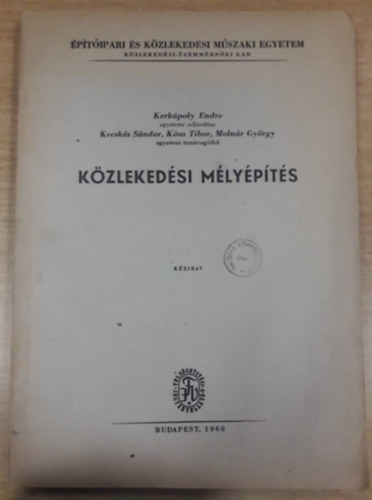 ÉPÍTŐIPARI ÉS KÖZLEKEDÉSI MŰSZAKI EGYETEM
KÖZLEKEDÉSI-ÜZEMMÉRNÖKI KAR
Kerkápoly Endre
egyetemi adjunktus
Kecskés Sándor, Kósa Tibor, Molnár György
egyetemi tanársegédek
KÖZLEKEDÉSI MÉLYÉPÍTÉS
KÉZIRAT
BUDAPEST, 1960